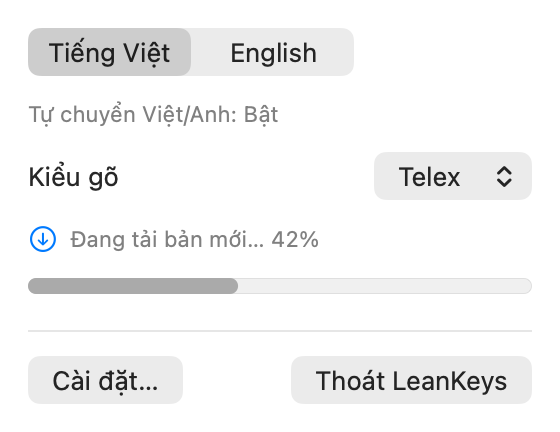 Tiếng Việt English
Tự chuyển Việt/Anh: Bật
Kiểu gõ Telex
Đang tải bản mới... 42%
Cài đặt... Thoát LeanKeys